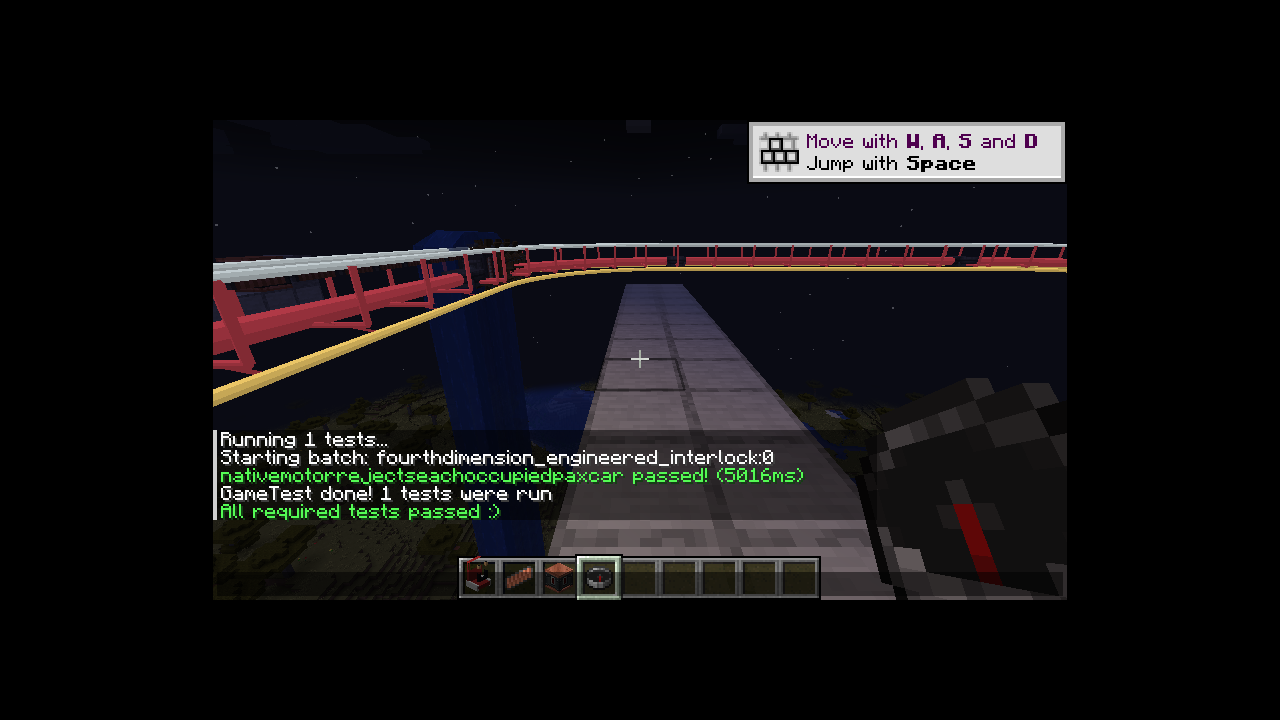 Move with W, A, S and D
Jump with Space
Running 1 tests...
Starting batch: fourthdimension_engineered_interlock:0
nativemotorrejectseachoccupiedpaxcar passed! (5016ms)
GameTest done! 1 tests were run
All required tests passed :)